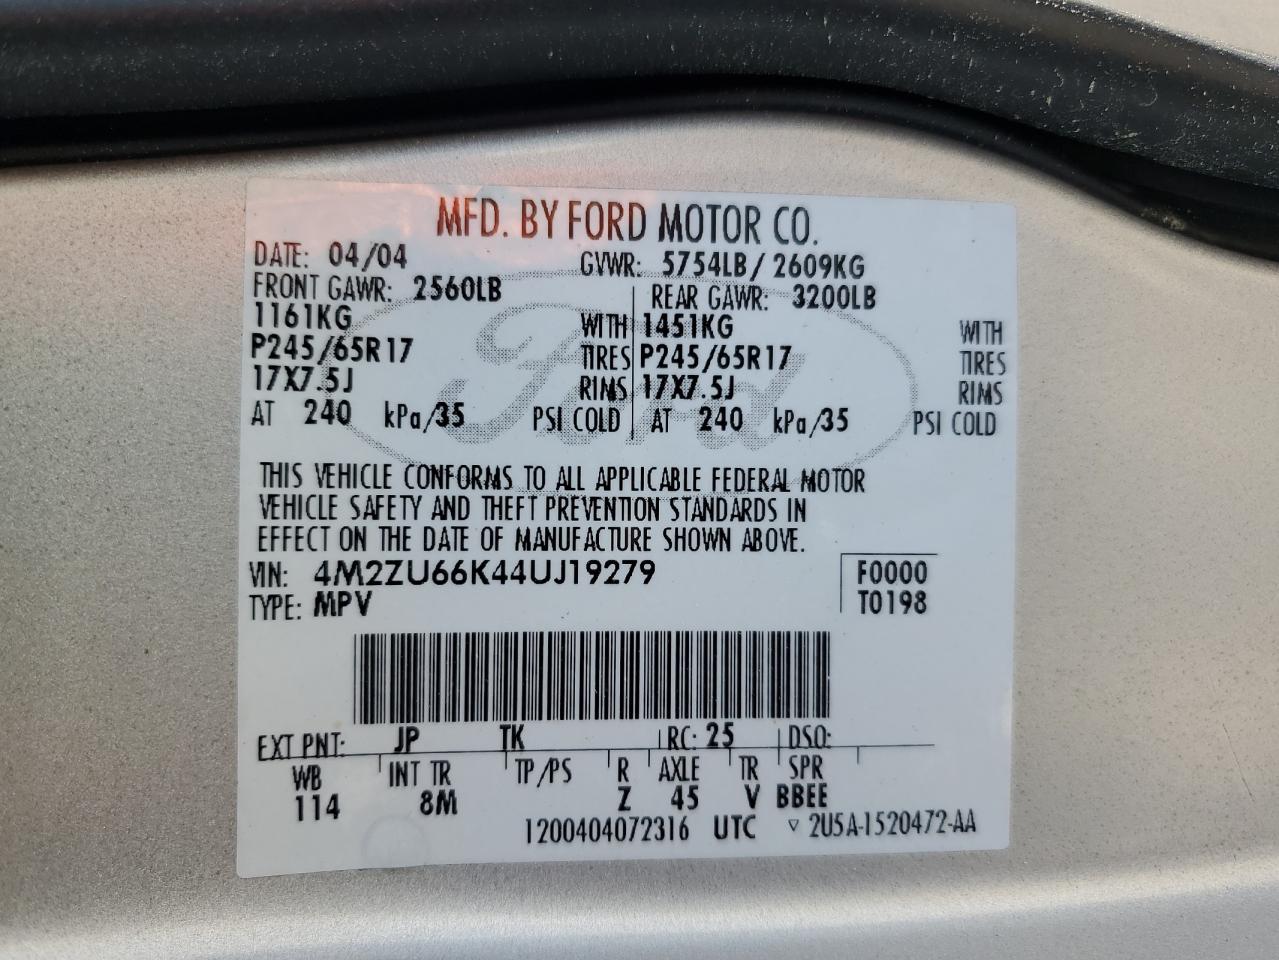 MFD. BY FORD MOTOR CO.
DATE: 04/04 GVWR: 5754LB/ 2609KG
FRONT GAWR: 2560LB REAR GAWR: 3200LB
1161KG WITH 1451KG WITH
P245/65R17 TIRES P245/65R17 TIRES
17X7.5J RIMS 17X7.5J RIMS
AT 240 kPa/35 PSI COLD AT 240 kPa/35 PSI COLD
Ford
THIS VEHICLE CONFORMS TO ALL APPLICABLE FEDERAL MOTOR
VEHICLE SAFETY AND THEFT PREVENTION STANDARDS IN
EFFECT ON THE DATE OF MANUFACTURE SHOWN ABOVE.
VIN: 4M2ZU66K44UJ19279 F0000
TYPE: MPV T0198
EXT PNT: JP TK RC: 25 DSO:
WB INT TR TP/PS R AXLE TR SPR
114 8M Z 45 V BBEE
1200404072316 UTC ▽ 2U5A-1520472-AA